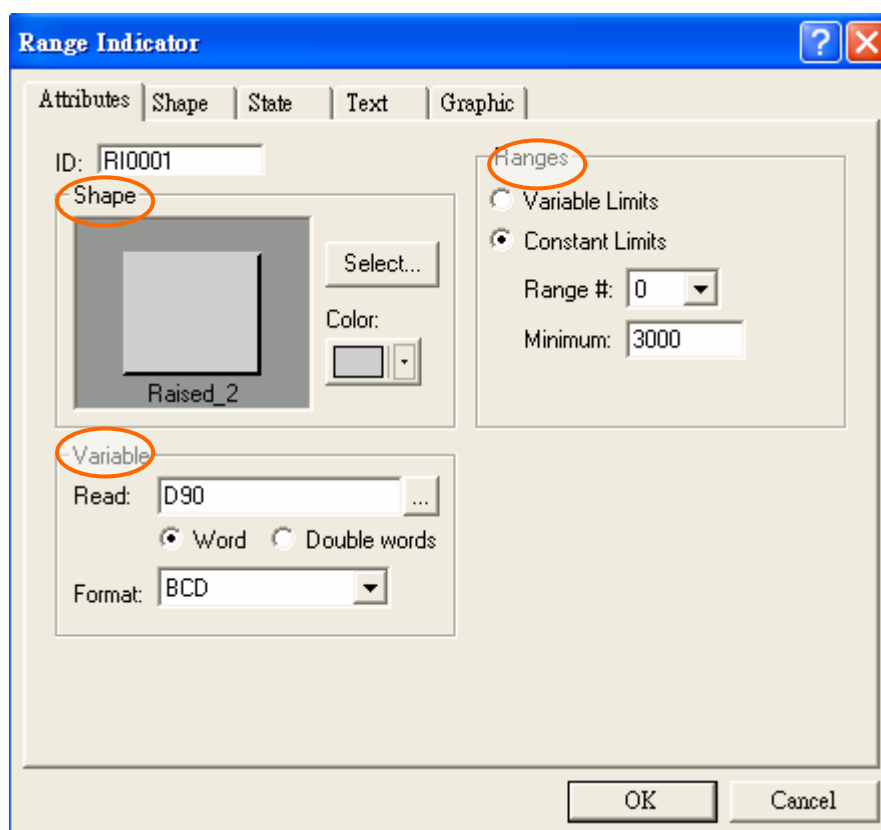 Range Indicator
Attributes Shape State Text Graphic
ID: RI0001
Shape
Select...
Color:
Raised_2
Variable
Read: D90 ...
Word Double words
Format: BCD
Ranges
Variable Limits
Constant Limits
Range #: 0
Minimum: 3000
OK Cancel